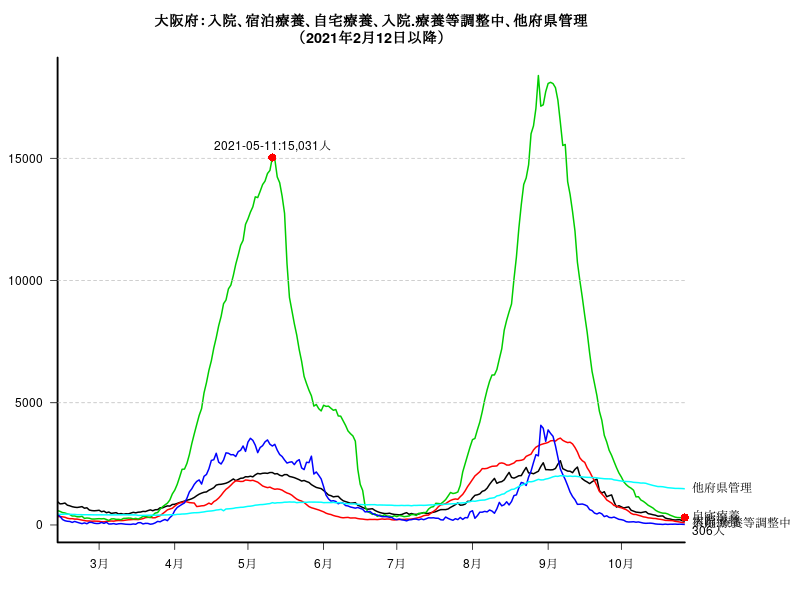 大阪府：入院、宿泊療養、自宅療養、入院.療養等調整中、他府県管理
（2021年2月12日以降）
2021-05-11:15,031人
15000
10000
5000
0
他府県管理
自宅療養
入院.療養等調整中
306人
3月 4月 5月 6月 7月 8月 9月 10月